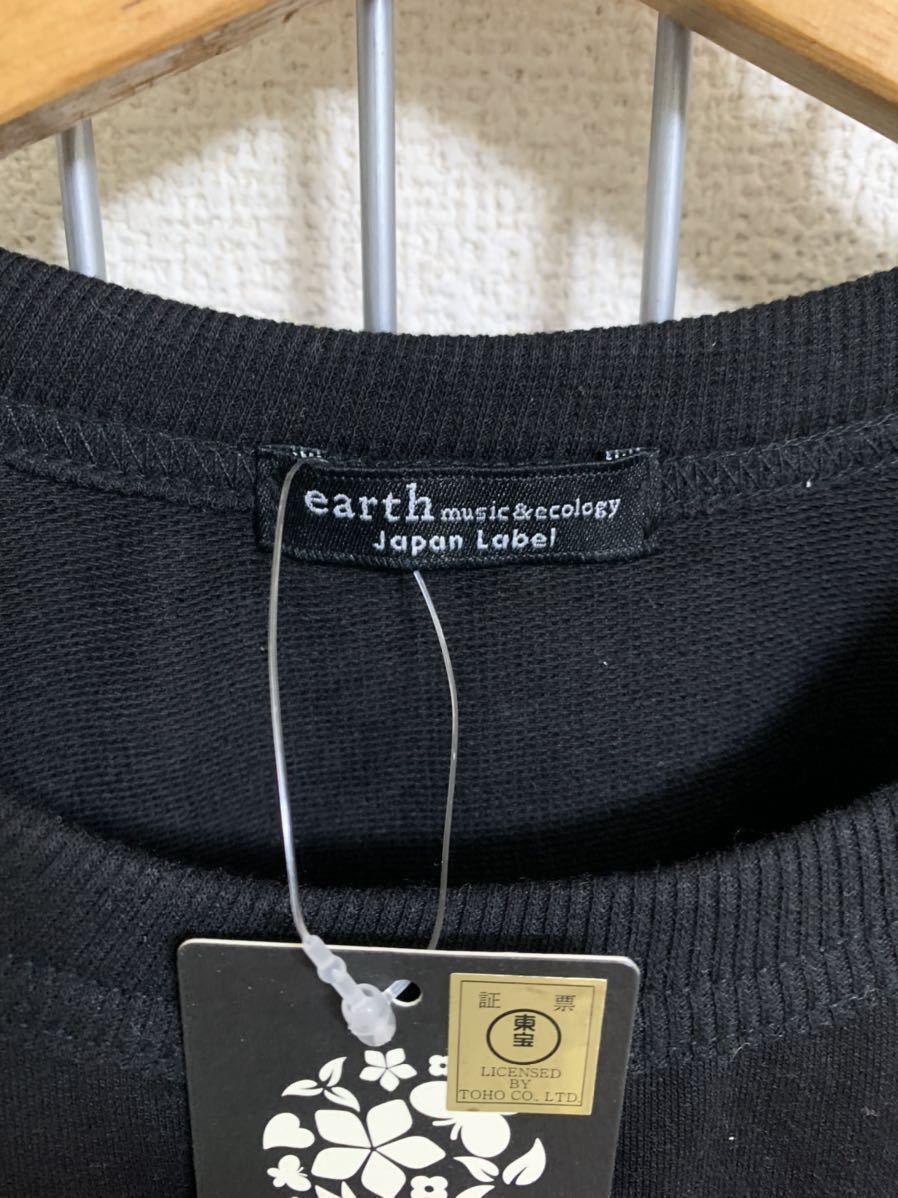 earth music&ecology
Japan Label
証 票
東宝
LICENSED
BY
TOHO CO., LTD.